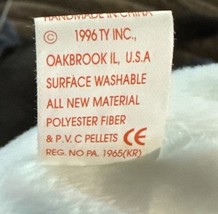 HANDMADE IN CHINA
© 1996 TY INC.,
OAKBROOK IL, U.S.A
SURFACE WASHABLE
ALL NEW MATERIAL
POLYESTER FIBER
& P.V.C PELLETS CE
REG. NO PA. 1965(KR)